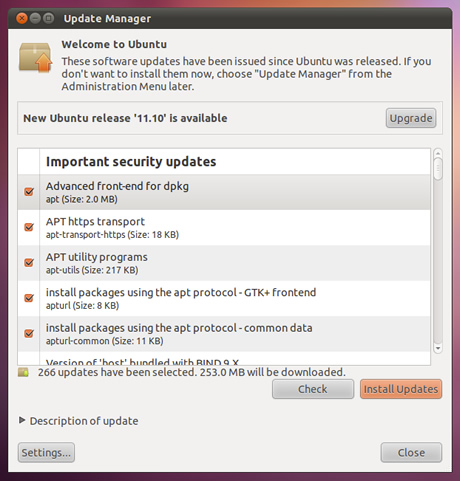 Update Manager
Welcome to Ubuntu
These software updates have been issued since Ubuntu was released. If you
don't want to install them now, choose "Update Manager" from the
Administration Menu later.
New Ubuntu release '11.10' is available
Upgrade
Important security updates
Advanced front-end for dpkg
apt (Size: 2.0 MB)
APT https transport
apt-transport-https (Size: 18 KB)
APT utility programs
apt-utils (Size: 217 KB)
install packages using the apt protocol - GTK+ frontend
apturl (Size: 8 KB)
install packages using the apt protocol - common data
apturl-common (Size: 11 KB)
Version of 'host' bundled with BIND 9.X
266 updates have been selected. 253.0 MB will be downloaded.
Check
Install Updates
Description of update
Settings...
Close